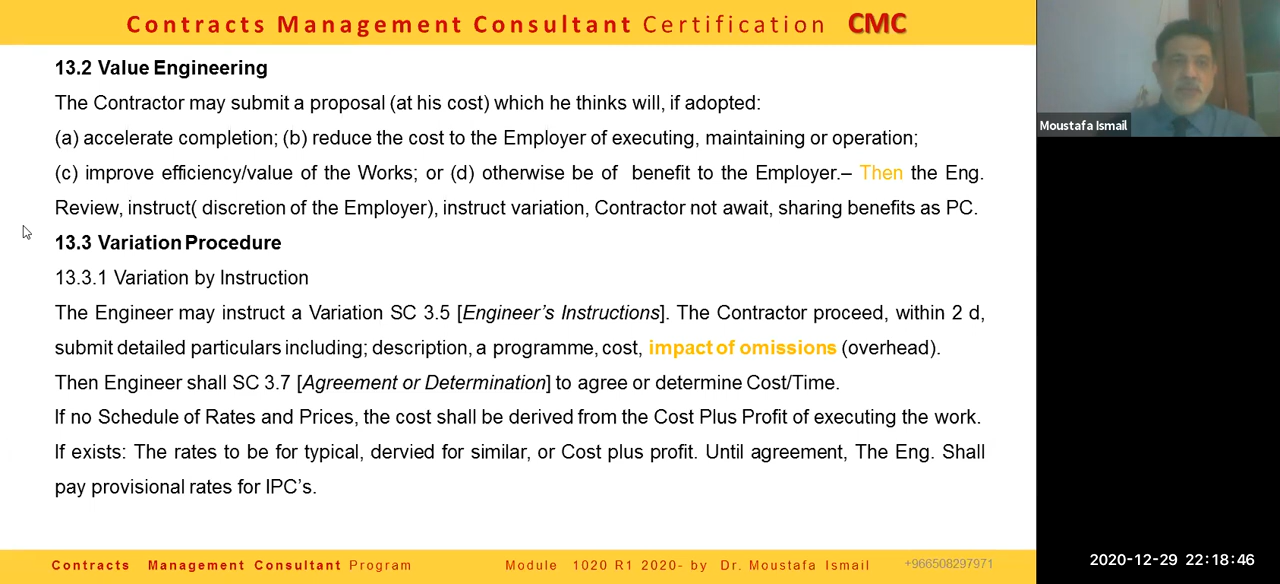 Contracts Management Consultant Certification CMC
13.2 Value Engineering
The Contractor may submit a proposal (at his cost) which he thinks will, if adopted:
(a) accelerate completion; (b) reduce the cost to the Employer of executing, maintaining or operation;
(c) improve efficiency/value of the Works; or (d) otherwise be of benefit to the Employer.– Then the Eng.
Review, instruct( discretion of the Employer), instruct variation, Contractor not await, sharing benefits as PC.
13.3 Variation Procedure
13.3.1 Variation by Instruction
The Engineer may instruct a Variation SC 3.5 [Engineer's Instructions]. The Contractor proceed, within 2 d,
submit detailed particulars including; description, a programme, cost, impact of omissions (overhead).
Then Engineer shall SC 3.7 [Agreement or Determination] to agree or determine Cost/Time.
If no Schedule of Rates and Prices, the cost shall be derived from the Cost Plus Profit of executing the work.
If exists: The rates to be for typical, dervied for similar, or Cost plus profit. Until agreement, The Eng. Shall
pay provisional rates for IPC's.
Contracts Management Consultant Program Module 1020 R1 2020- by Dr. Moustafa Ismail +966508297971
Moustafa Ismail
2020-12-29 22:18:46